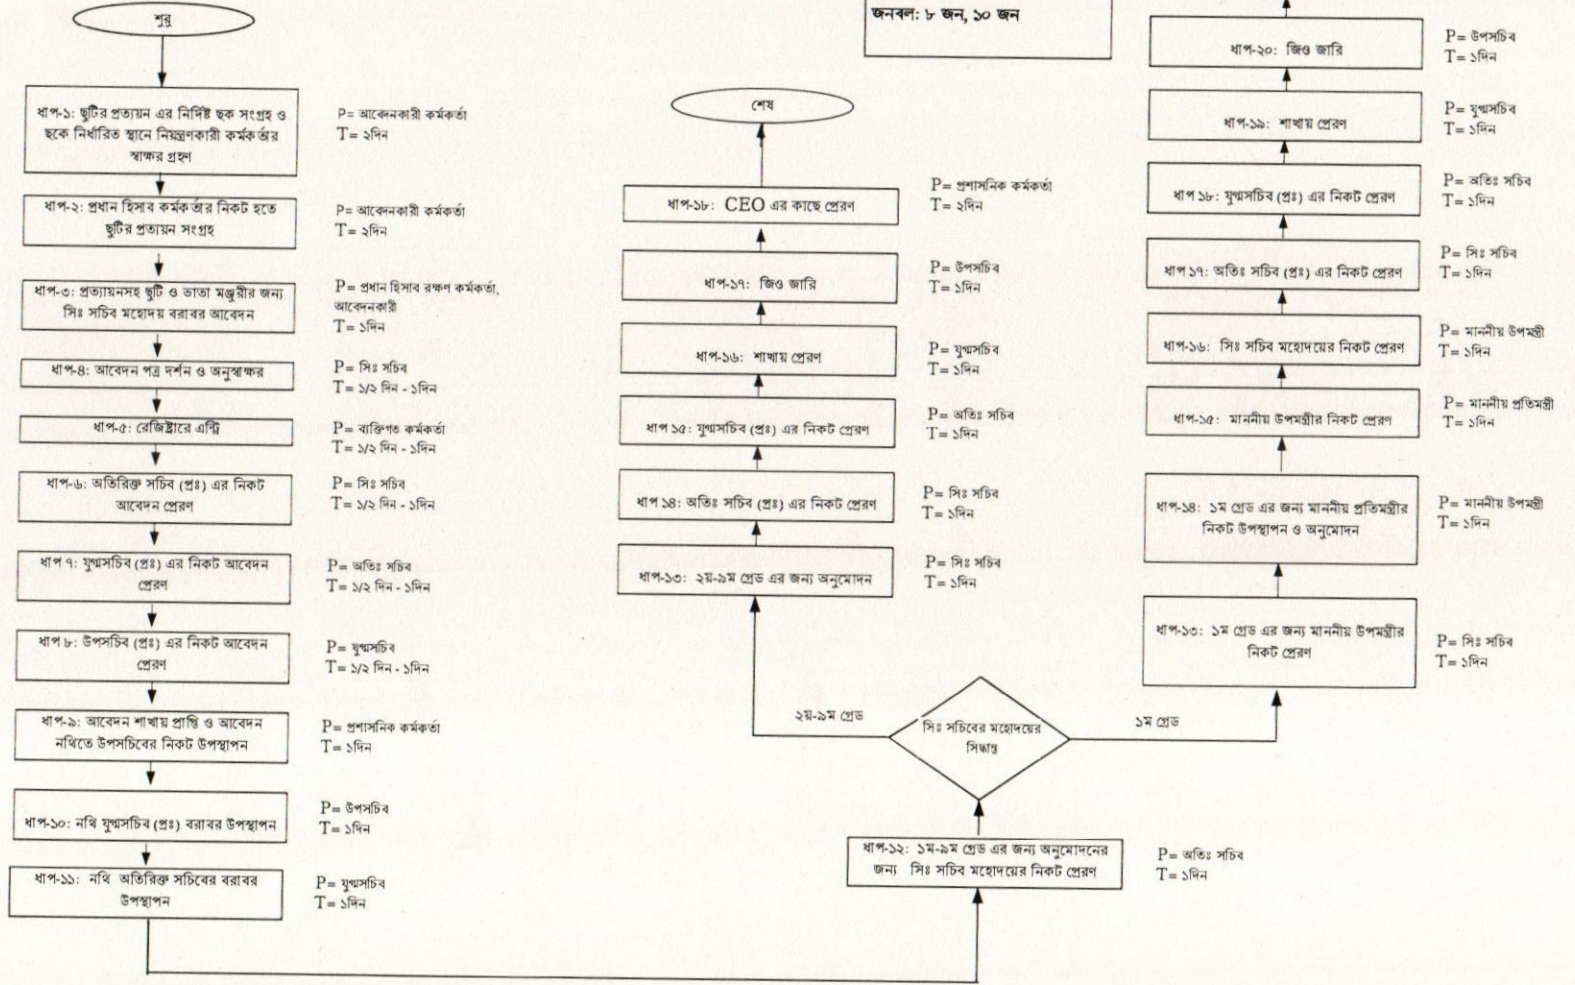 শুরু
ধাপ-১: ছুটির প্রত্যয়ন এর নির্দিষ্ট ছক সংগ্রহ ও
ছকে নির্ধারিত স্থানে নিয়ন্ত্রণকারী কর্মকর্তার
স্বাক্ষর গ্রহণ
P= আবেদনকারী কর্মকর্তা
T= ২দিন
ধাপ-২: প্রধান হিসাব কর্মকর্তার নিকট হতে
ছুটির প্রত্যয়ন সংগ্রহ
P= আবেদনকারী কর্মকর্তা
T= ২দিন
ধাপ-৩: প্রত্যায়নসহ ছুটি ও ভাতা মঞ্জুরীর জন্য
সিঃ সচিব মহোদয় বরাবর আবেদন
P= প্রধান হিসাব রক্ষণ কর্মকর্তা,
আবেদনকারী
T= ১দিন
ধাপ-৪: আবেদন পত্র দর্শন ও অনুস্বাক্ষর
P= সিঃ সচিব
T= ১/২ দিন - ১দিন
ধাপ-৫: রেজিষ্টারে এন্ট্রি
P= ব্যক্তিগত কর্মকর্তা
T= ১/২ দিন - ১দিন
ধাপ-৬: অতিরিক্ত সচিব (প্রঃ) এর নিকট
আবেদন প্রেরণ
P= সিঃ সচিব
T= ১/২ দিন - ১দিন
ধাপ ৭: যুগ্মসচিব (প্রঃ) এর নিকট আবেদন
প্রেরণ
P= অতিঃ সচিব
T= ১/২ দিন - ১দিন
ধাপ ৮: উপসচিব (প্রঃ) এর নিকট আবেদন
প্রেরণ
P= যুগ্মসচিব
T= ১/২ দিন - ১দিন
ধাপ-৯: আবেদন শাখায় প্রাপ্তি ও আবেদন
নথিতে উপসচিবের নিকট উপস্থাপন
P= প্রশাসনিক কর্মকর্তা
T= ১দিন
ধাপ-১০: নথি যুগ্মসচিব (প্রঃ) বরাবর উপস্থাপন
P= উপসচিব
T= ১দিন
ধাপ-১১: নথি অতিরিক্ত সচিবের বরাবর
উপস্থাপন
P= যুগ্মসচিব
T= ১দিন
জনবল: ৮ জন, ১০ জন
শেষ
ধাপ-১৮: CEO এর কাছে প্রেরণ
P= প্রশাসনিক কর্মকর্তা
T= ২দিন
ধাপ-১৭: জিও জারি
P= উপসচিব
T= ১দিন
ধাপ-১৬: শাখায় প্রেরণ
P= যুগ্মসচিব
T= ১দিন
ধাপ ১৫: যুগ্মসচিব (প্রঃ) এর নিকট প্রেরণ
P= অতিঃ সচিব
T= ১দিন
ধাপ ১৪: অতিঃ সচিব (প্রঃ) এর নিকট প্রেরণ
P= সিঃ সচিব
T= ১দিন
ধাপ-১৩: ২য়-৯ম গ্রেড এর জন্য অনুমোদন
P= সিঃ সচিব
T= ১দিন
২য়-৯ম গ্রেড
সিঃ সচিবের মহোদয়ের
সিদ্ধান্ত
১ম গ্রেড
ধাপ-১২: ১ম-৯ম গ্রেড এর জন্য অনুমোদনের
জন্য সিঃ সচিব মহোদয়ের নিকট প্রেরণ
P= অতিঃ সচিব
T= ১দিন
ধাপ-২০: জিও জারি
P= উপসচিব
T= ১দিন
ধাপ-১৯: শাখায় প্রেরণ
P= যুগ্মসচিব
T= ১দিন
ধাপ ১৮: যুগ্মসচিব (প্রঃ) এর নিকট প্রেরণ
P= অতিঃ সচিব
T= ১দিন
ধাপ ১৭: অতিঃ সচিব (প্রঃ) এর নিকট প্রেরণ
P= সিঃ সচিব
T= ১দিন
ধাপ-১৬: সিঃ সচিব মহোদয়ের নিকট প্রেরণ
P= মাননীয় উপমন্ত্রী
T= ১দিন
ধাপ-১৫: মাননীয় উপমন্ত্রীর নিকট প্রেরণ
P= মাননীয় প্রতিমন্ত্রী
T= ১দিন
ধাপ-১৪: ১ম গ্রেড এর জন্য মাননীয় প্রতিমন্ত্রীর
নিকট উপস্থাপন ও অনুমোদন
P= মাননীয় উপমন্ত্রী
T= ১দিন
ধাপ-১৩: ১ম গ্রেড এর জন্য মাননীয় উপমন্ত্রীর
নিকট প্রেরণ
P= সিঃ সচিব
T= ১দিন